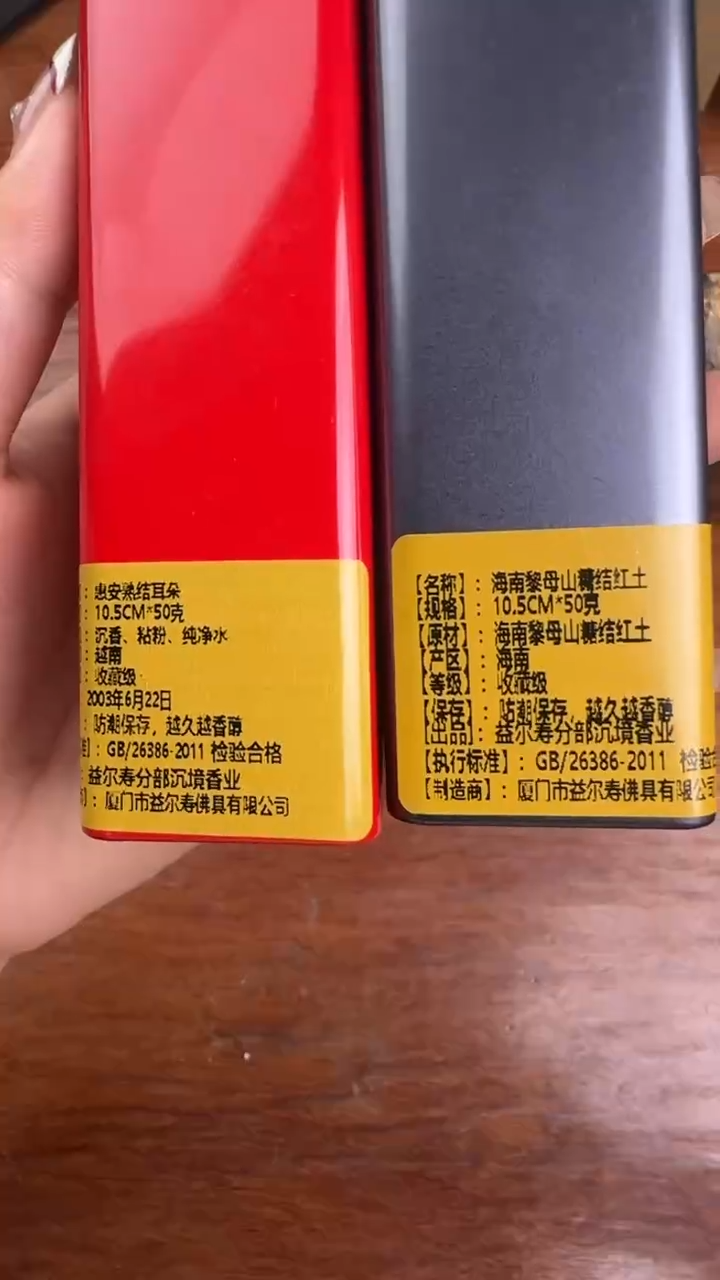 : 惠安熟结耳朵
: 10.5CM*50克
: 沉香、粘粉、纯净水
: 越南
: 收藏级
2003年6月22日
: 防潮保存，越久越香醇
】: GB/26386-2011 检验合格
: 益尔寿分部沉境香业
】: 厦门市益尔寿佛具有限公司
【名称】: 海南黎母山糖结红土
【规格】: 10.5CM*50克
【原材】: 海南黎母山糖结红土
【产区】: 海南
【等级】: 收藏级
【保存】: 防潮保存，越久越香醇
【出品】: 益尔寿分部沉境香业
【执行标准】: GB/26386-2011 检验
【制造商】: 厦门市益尔寿佛具有限公